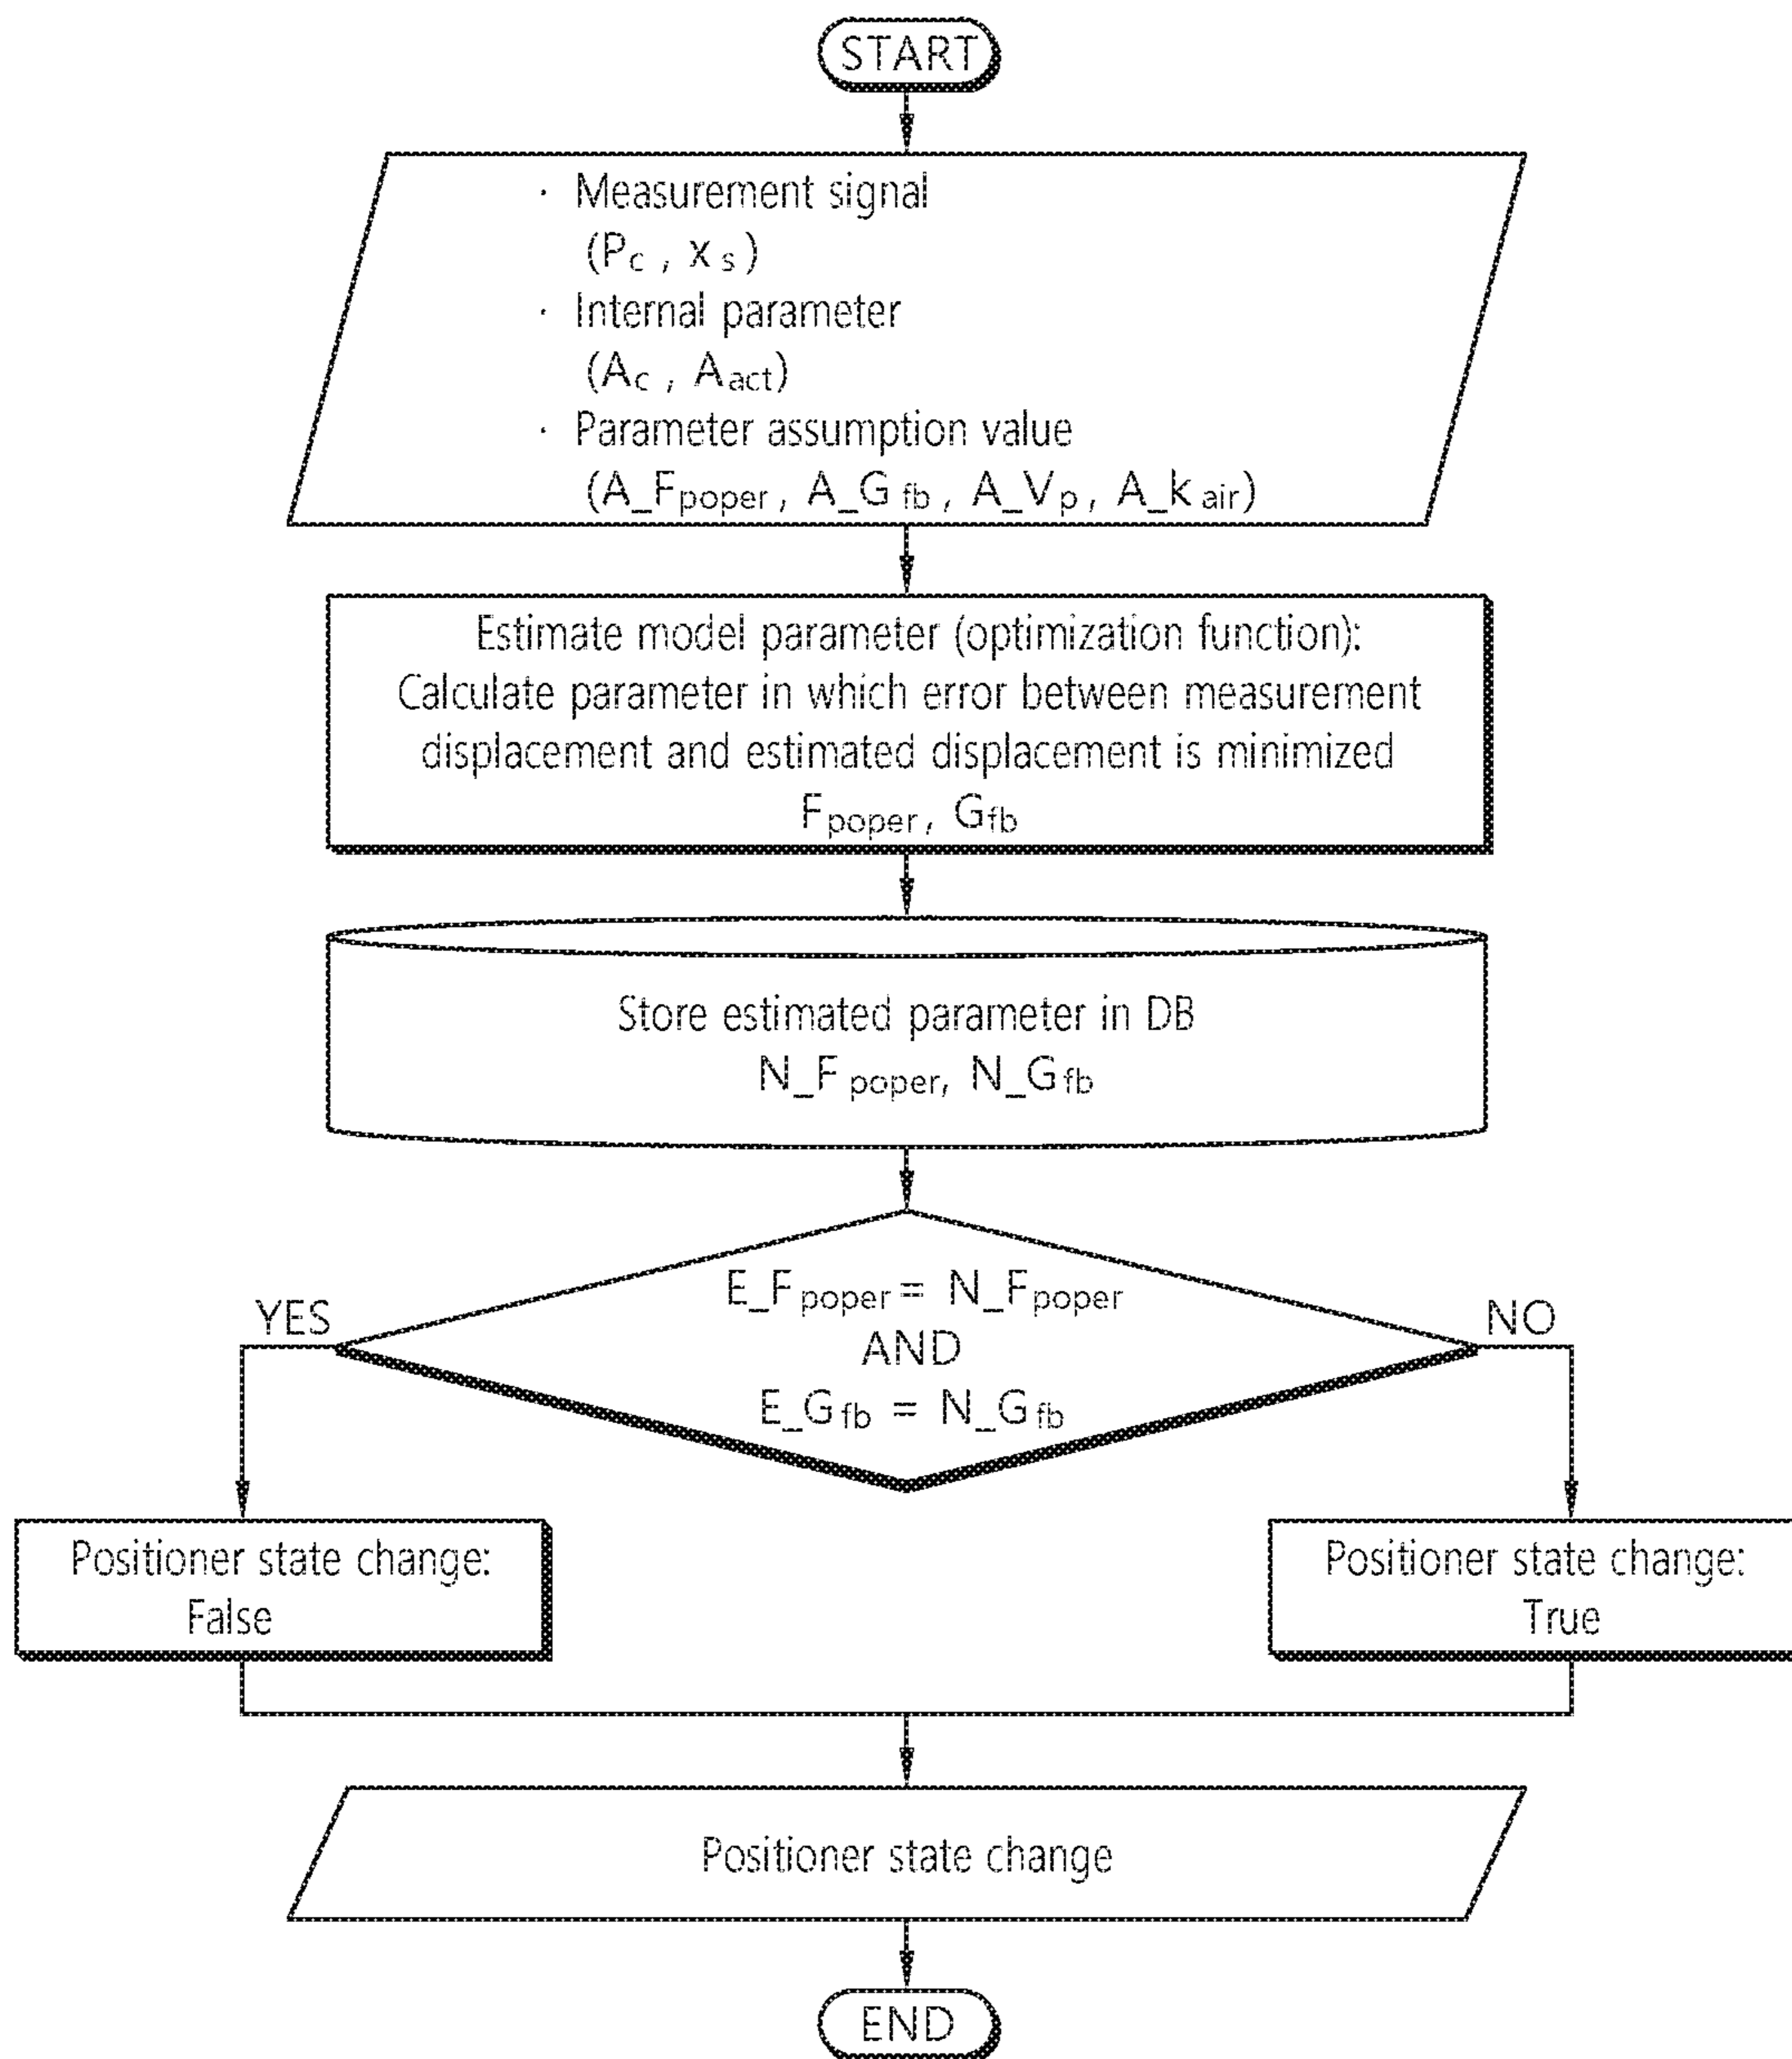 START
· Measurement signal
(Pc , xs)
· Internal parameter
(Ac , Aact)
· Parameter assumption value
(A_Fpoper, A_Gfb, A_Vp, A_kair)
Estimate model parameter (optimization function):
Calculate parameter in which error between measurement
displacement and estimated displacement is minimized
Fpoper, Gfb
Store estimated parameter in DB
N_Fpoper, N_Gfb
E_Fpoper = N_Fpoper
AND
E_Gfb = N_Gfb
YES
NO
Positioner state change:
False
Positioner state change:
True
Positioner state change
END